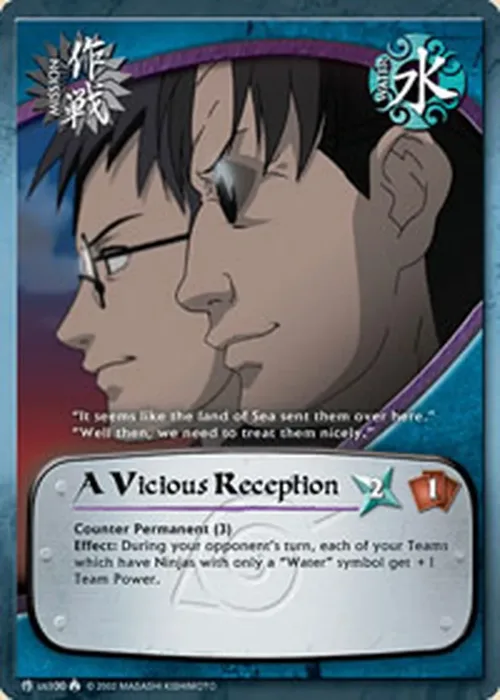 作戦
MISSION
水
WATER
"It seems like the land of Sea sent them over here."
"Well then, we need to treat them nicely."
A Vicious Reception 2 1
Counter Permanent (3)
Effect: During your opponent's turn, each of your Teams
which have Ninjas with only a "Water" symbol get +1
Team Power.
© 2002 MASASHI KISHIMOTO